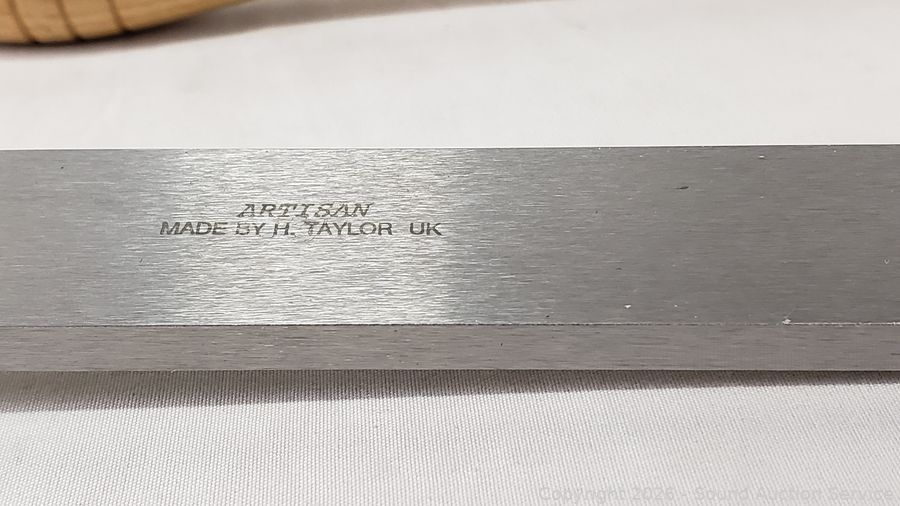 ARTISAN
MADE BY H. TAYLOR UK
Copyright 2026 - Sound Auction Service